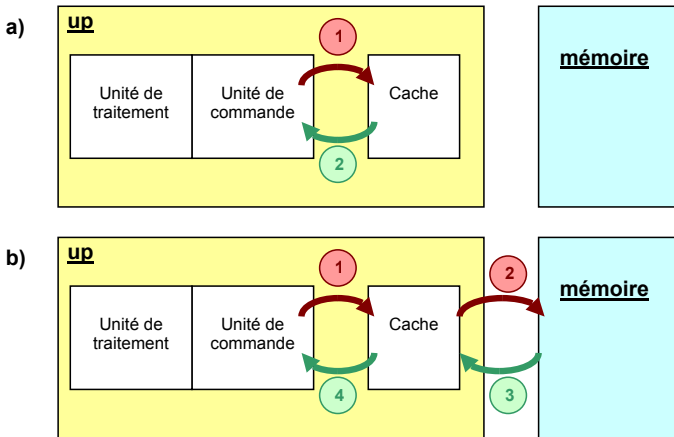 a)
up
1
mémoire
Unité de
traitement
Unité de
commande
Cache
2
b)
up
1
2
mémoire
Unité de
traitement
Unité de
commande
Cache
4
3